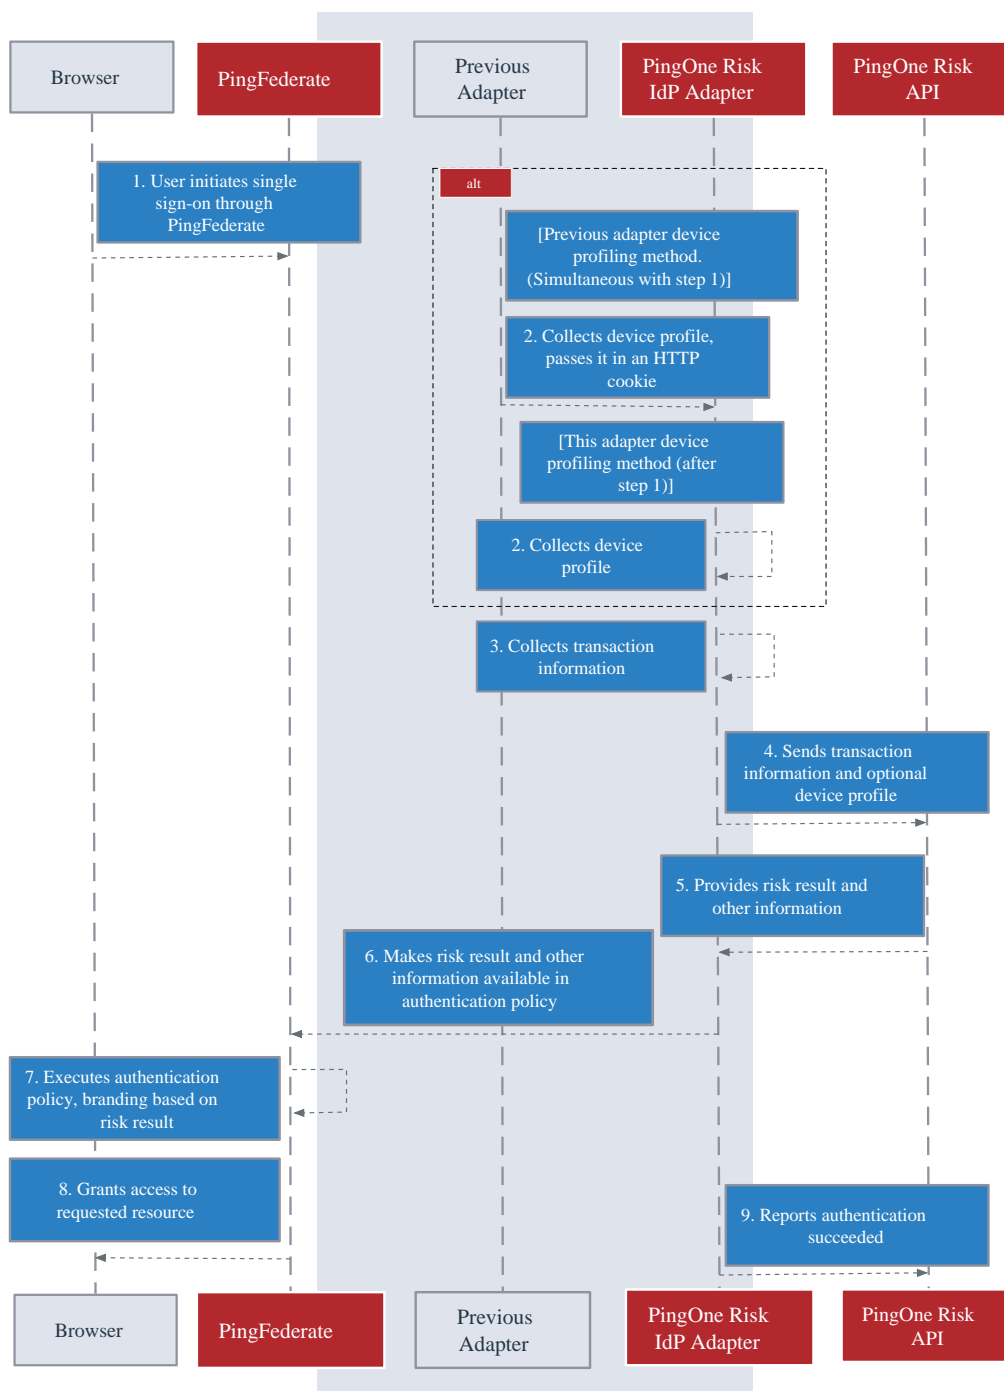 Browser
PingFederate
Previous
Adapter
PingOne Risk
IdP Adapter
PingOne Risk
API
1. User initiates single
sign-on through
PingFederate
alt
[Previous adapter device
profiling method.
(Simultaneous with step 1)]
2. Collects device profile,
passes it in an HTTP
cookie
[This adapter device
profiling method (after
step 1)]
2. Collects device
profile
3. Collects transaction
information
4. Sends transaction
information and optional
device profile
5. Provides risk result and
other information
6. Makes risk result and other
information available in
authentication policy
7. Executes authentication
policy, branding based on
risk result
8. Grants access to
requested resource
9. Reports authentication
succeeded
Browser
PingFederate
Previous
Adapter
PingOne Risk
IdP Adapter
PingOne Risk
API